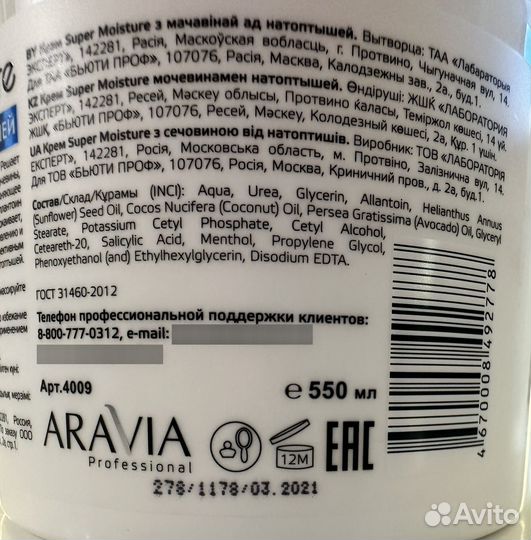 BY Крем Super Moisture з мачавінай ад натоптышей. Вытворца: ТАА «Лабараторыя
ЭКСПЕРТ», 142281, Расія, Маскоўская вобласць, г. Протвино, Чыгуначная вул, 14.
Для ТАА «БЬЮТИ ПРОФ», 107076, Расія, Масква, Калодзежны зав., 2а, буд.1.
KZ Крем Super Moisture мочевинамен натоптышей. Өндіруші: ЖШҚ «ЛАБОРАТОРИЯ
ЭКСПЕРТ», 142281, Ресей, Мәскеу облысы, Протвино қаласы, Теміржол көшесі, 14 үй.
ЖШҚ «БЬЮТИ ПРОФ», 107076, Ресей, Мәскеу, Колодезный көшесі, 2а, Құр. 1 үшін.
UA Крем Super Moisture з сечовиною від натоптишів. Виробник: ТОВ «ЛАБОРАТОРІЯ
ЕКСПЕРТ», 142281, Росія, Московська область, м. Протвіно, Залізнична вул, 14.
Для ТОВ «БЬЮТИ ПРОФ», 107076, Росія, Москва, Криничний пров., д. 2а, буд.1.
Состав/Склад/Құрамы (INCI): Aqua, Urea, Glycerin, Allantoin, Helianthus Annuus
(Sunflower) Seed Oil, Cocos Nucifera (Coconut) Oil, Persea Gratissima (Avocado) Oil, Glyceryl
Stearate, Potassium Cetyl Phosphate, Cetyl Alcohol,
Ceteareth-20, Salicylic Acid, Menthol, Propylene Glycol,
Phenoxyethanol (and) Ethylhexylglycerin, Disodium EDTA.
ГОСТ 31460-2012
Телефон профессиональной поддержки клиентов:
8-800-777-0312, e-mail:
Арт.4009
℮ 550 мл
ARAVIA
Professional
12M
EAC
278/1178/03.2021
4670008492778
Avito